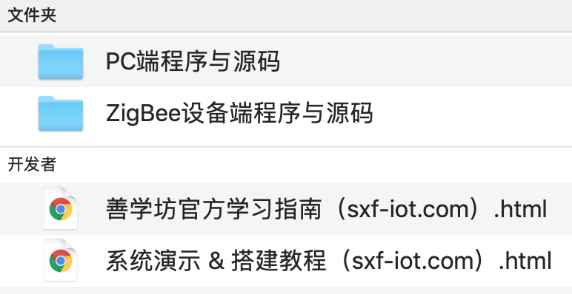 文件夹
PC端程序与源码
ZigBee设备端程序与源码
开发者
善学坊官方学习指南（sxf-iot.com）.html
系统演示 & 搭建教程（sxf-iot.com）.html